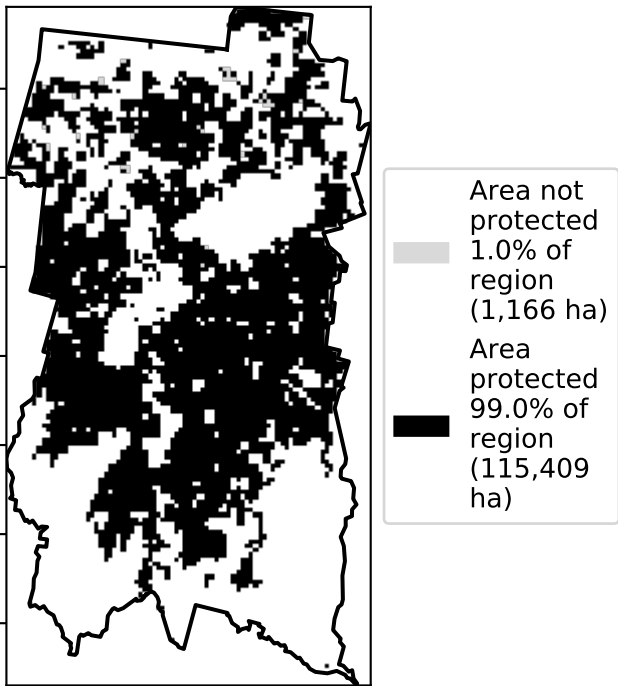 Area not
protected
1.0% of
region
(1,166 ha)
Area
protected
99.0% of
region
(115,409
ha)